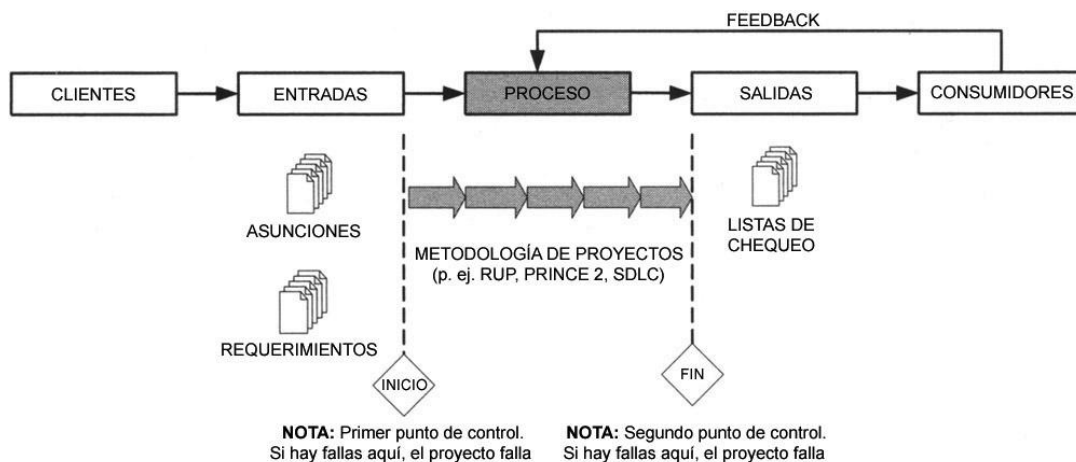 FEEDBACK
CLIENTES
ENTRADAS
PROCESO
SALIDAS
CONSUMIDORES
ASUNCIONES
REQUERIMIENTOS
METODOLOGÍA DE PROYECTOS
(p. ej. RUP, PRINCE 2, SDLC)
LISTAS DE
CHEQUEO
INICIO
FIN
NOTA: Primer punto de control.
Si hay fallas aquí, el proyecto falla
NOTA: Segundo punto de control.
Si hay fallas aquí, el proyecto falla